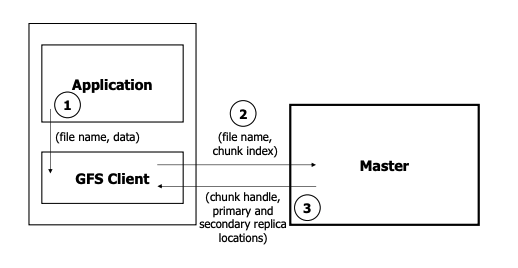 Application
1
(file name, data)
GFS Client
2
(file name,
chunk index)
Master
(chunk handle,
primary and
secondary replica
locations)
3